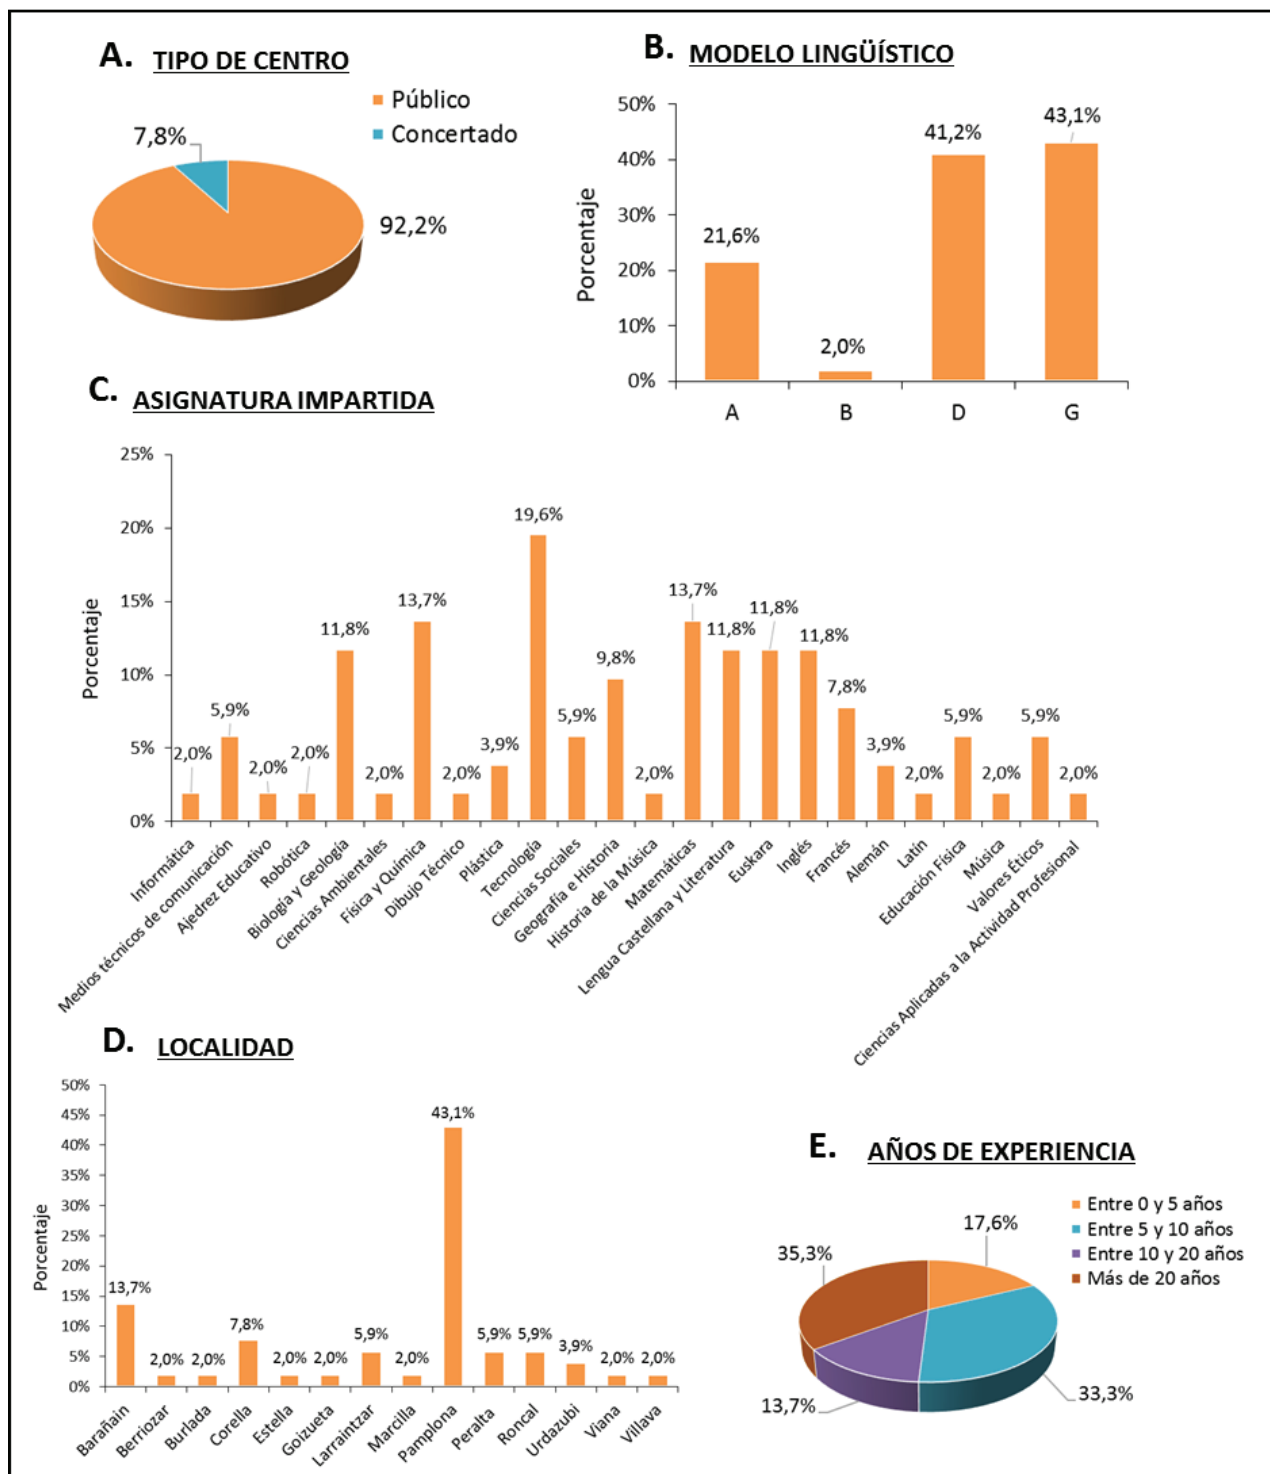 A. TIPO DE CENTRO
Público
Concertado
7,8%
92,2%
B. MODELO LINGÜÍSTICO
Porcentaje
50%
40%
30%
20%
10%
0%
21,6%
2,0%
41,2%
43,1%
A
B
D
G
C. ASIGNATURA IMPARTIDA
Porcentaje
25%
20%
15%
10%
5%
0%
2,0%
5,9%
2,0%
2,0%
11,8%
2,0%
13,7%
2,0%
3,9%
19,6%
5,9%
9,8%
2,0%
13,7%
11,8%
11,8%
11,8%
7,8%
3,9%
2,0%
5,9%
2,0%
5,9%
2,0%
Informática
Medios técnicos de comunicación
Ajedrez Educativo
Robótica
Biología y Geología
Ciencias Ambientales
Física y Química
Dibujo Técnico
Plástica
Tecnología
Ciencias Sociales
Geografía e Historia
Historia de la Música
Matemáticas
Lengua Castellana y Literatura
Euskara
Inglés
Francés
Alemán
Latín
Educación Física
Música
Valores Éticos
Ciencias Aplicadas a la Actividad Profesional
D. LOCALIDAD
Porcentaje
50%
45%
40%
35%
30%
25%
20%
15%
10%
5%
0%
13,7%
2,0%
2,0%
7,8%
2,0%
2,0%
5,9%
2,0%
43,1%
5,9%
5,9%
3,9%
2,0%
2,0%
Barañain
Berriozar
Burlada
Corella
Estella
Goizueta
Larraintzar
Marcilla
Pamplona
Peralta
Roncal
Urdazubi
Viana
Villava
E. AÑOS DE EXPERIENCIA
Entre 0 y 5 años
Entre 5 y 10 años
Entre 10 y 20 años
Más de 20 años
17,6%
35,3%
13,7%
33,3%